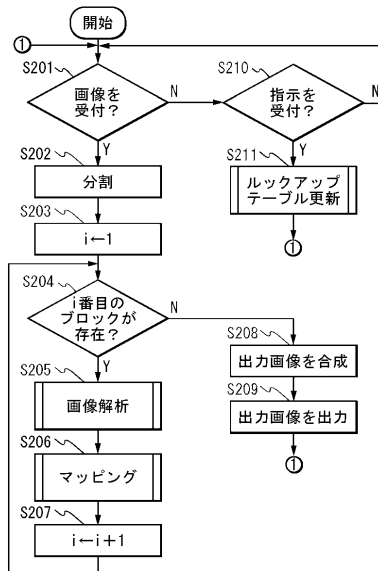 開始
①
S201
画像を
受付？
N
S210
指示を
受付？
N
Y
Y
S202
分割
S211
ルックアップ
テーブル更新
①
S203
i←1
S204
i番目の
ブロックが
存在？
N
Y
S208
出力画像を合成
S205
画像解析
S209
出力画像を出力
①
S206
マッピング
S207
i←i+1